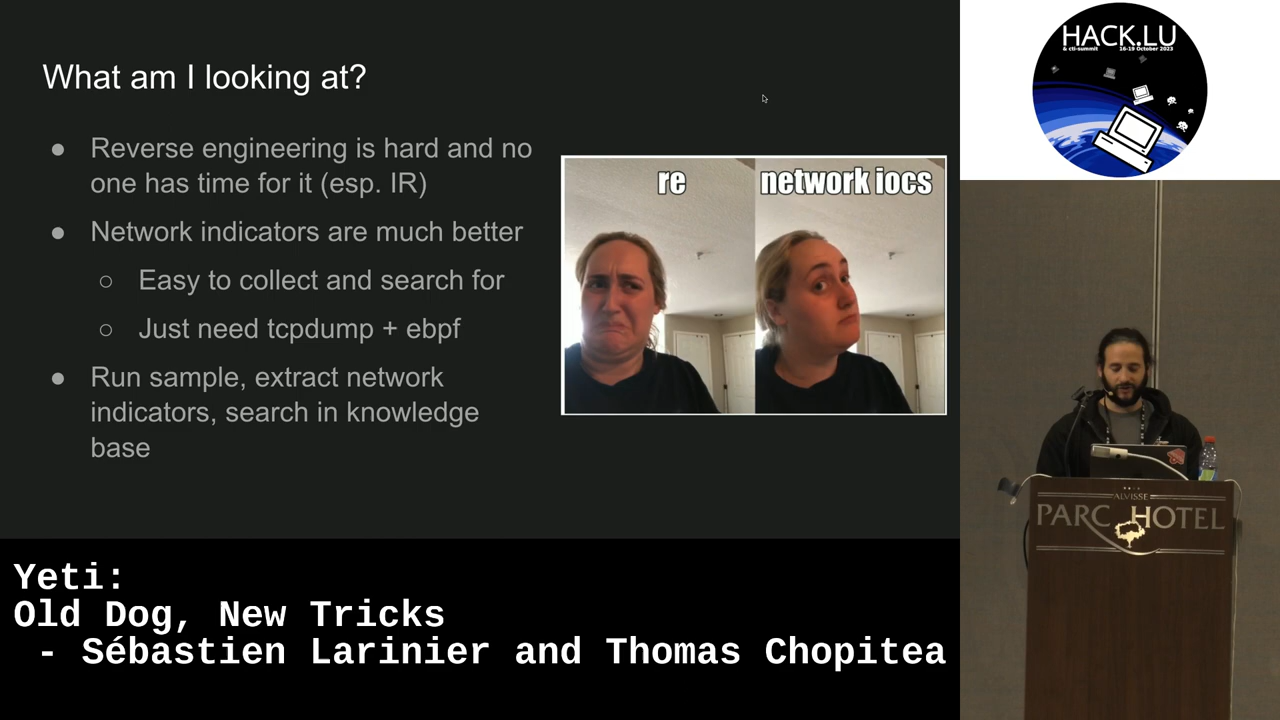 What am I looking at?
● Reverse engineering is hard and no
one has time for it (esp. IR)
● Network indicators are much better
○ Easy to collect and search for
○ Just need tcpdump + ebpf
● Run sample, extract network
indicators, search in knowledge
base
re
network iocs
HACK.LU
& cti-summit 16-19 October 2023
ALVISSE
PARC HOTEL
Yeti:
Old Dog, New Tricks
- Sébastien Larinier and Thomas Chopitea